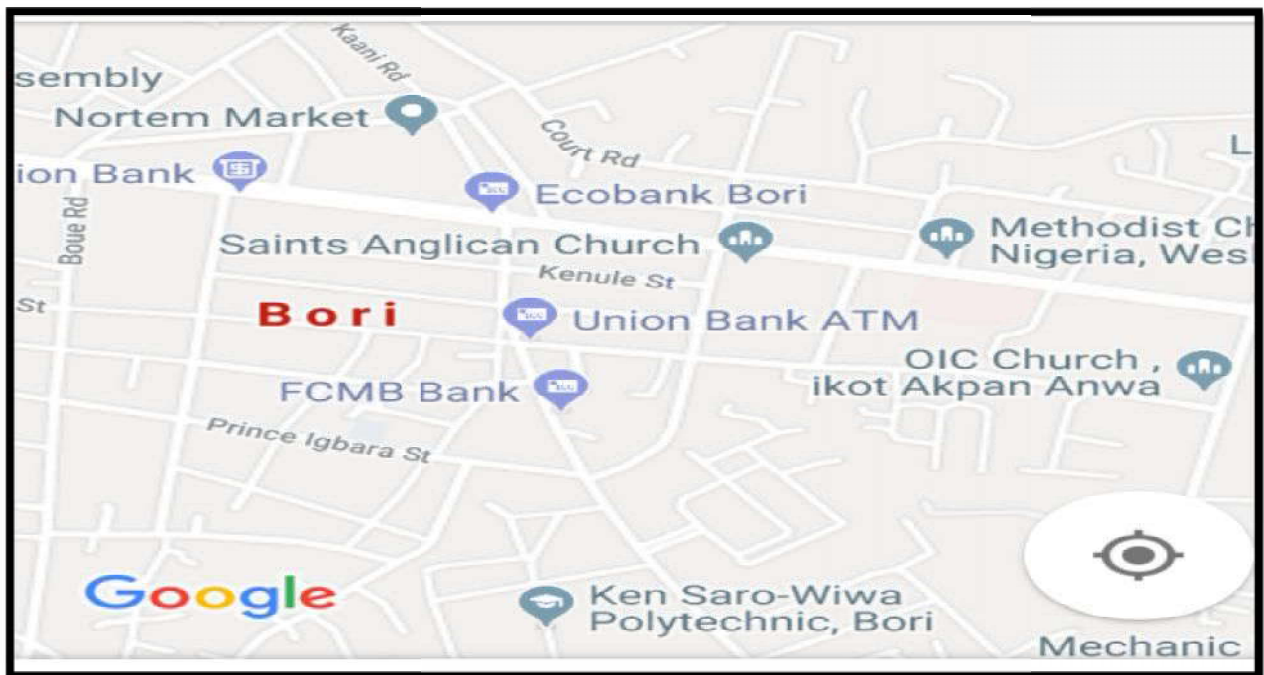 Kaani Rd
sembly
Nortem Market
Court Rd
L
ion Bank
Ecobank Bori
Boue Rd
Saints Anglican Church
Methodist Ch
Nigeria, Wesl
Kenule St
St
Bori
Union Bank ATM
OIC Church ,
ikot Akpan Anwa
FCMB Bank
Prince Igbara St
Google
Ken Saro-Wiwa
Polytechnic, Bori
Mechanic